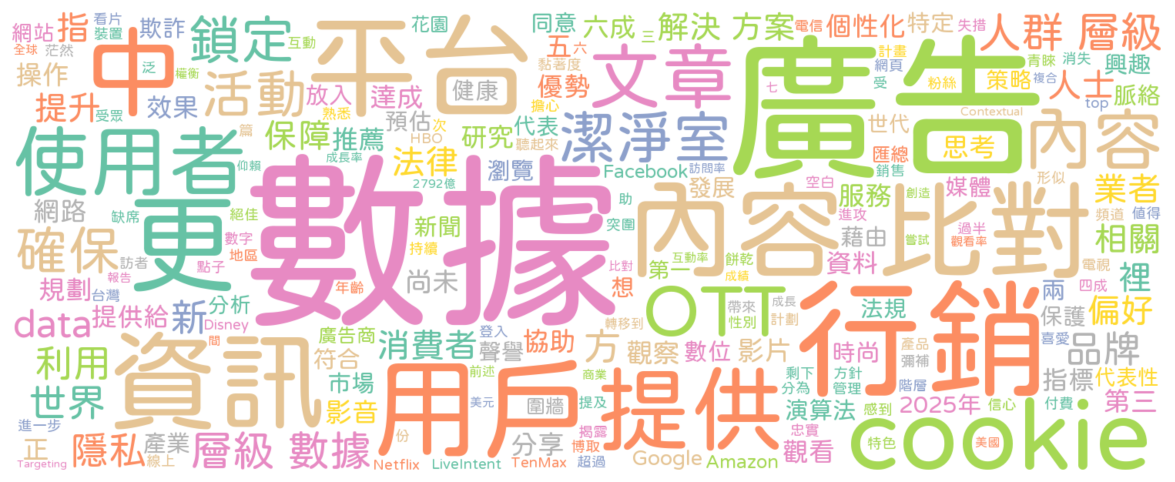 網站 指 看片 裝置 欺詐 鎖定 互動 平台 花園 同意 六成 三 解決 方案 電信 個性化 特定 失措 人群 層級
全球 茫然 中 泛 權衡 活動 健康 五 六 黏著度 文章 廣告 計畫 網頁 青睞 消失 興趣
操作 效果 熟悉 放入 達成 優勢 七 受 粉絲 策略 複合 人士 top 脈絡
提升 受眾 篇 保障 推薦 預估 次 擔心 代表 潔淨室 世代 Contextual 內容
使用者 仰賴 成長率 HBO 聽起來 研究 匯總 思考 形似
更 數據 法律 2792億 瀏覽 Facebook 訪問率 空白 銷售 媒體 業者
網路 缺席 絕佳 新聞 助 發展 服務 創造 頻道 值得
確保 訪者 數字 地區 持續 尚未 突圍 內容 比對 進攻 藉由 嘗試 過半 觀看率 相關
點子 年齡 想 比對 第一 互動率 餅乾 成績 資料 電視 四成 裡
規劃 報告 台灣 分析 OTT 帶來 成長 法規 兩 偏好
data 提供給 新 Disney 廣告商 登入 轉移到 性別 計劃 行銷 保護 喜愛
資訊 間 消費者 聲譽 協助 方 觀察 數位 影片 時尚 產品 彌補 品牌
利用 符合 前述 商業 剩下 方針 指標 代表性
世界 市場 用戶 提供 分為 管理 階層 付費
進一步 影音 美元 圍牆 提及 演算法 感到 2025年 信心 第三
正 隱私 產業 層級 數據 份 分享 揭露 博取 忠實 特色 cookie 美國
Targeting 線上 Netflix LiveIntent TenMax 超過 Google Amazon 觀看